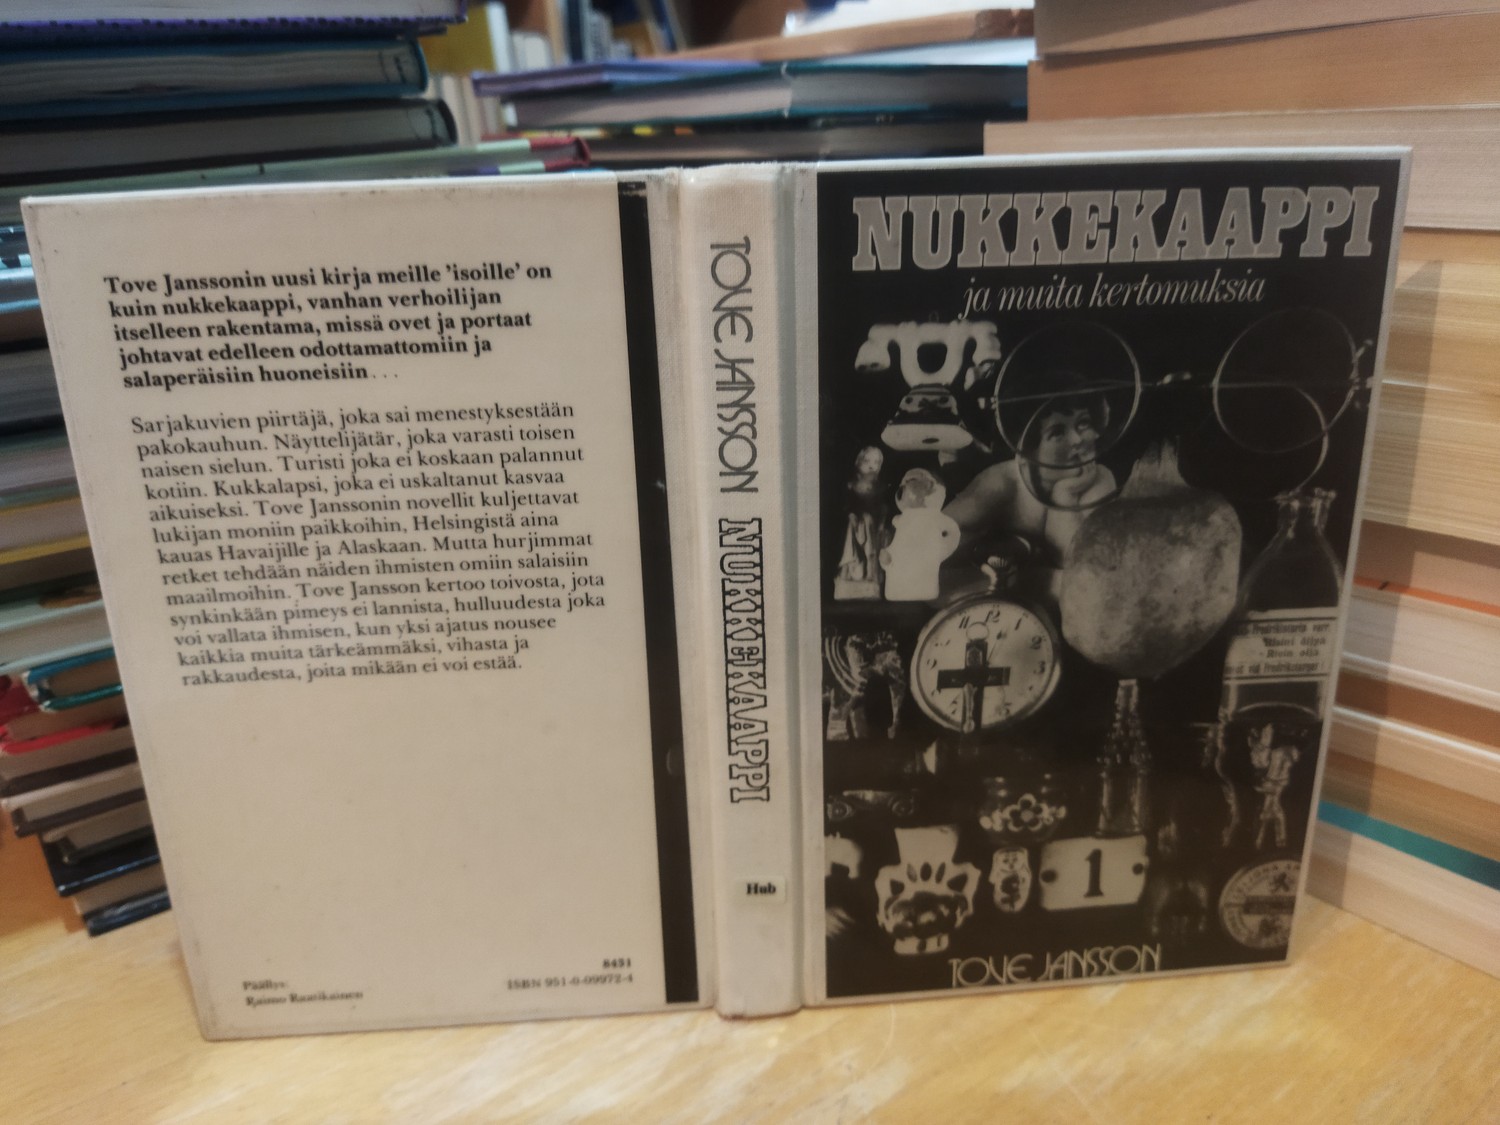 Tove Janssonin uusi kirja meille ’isoille’ on
kuin nukkekaappi, vanhan verhoilijan
itselleen rakentama, missä ovet ja portaat
johtavat edelleen odottamattomiin ja
salaperäisiin huoneisiin . . .
Sarjakuvien piirtäjä, joka sai menestyksestään
pakokauhun. Näyttelijätär, joka varasti toisen
naisen sielun. Turisti joka ei koskaan palannut
kotiin. Kukkalapsi, joka ei uskaltanut kasvaa
aikuiseksi. Tove Janssonin novellit kuljettavat
lukijan moniin paikkoihin, Helsingistä aina
kauas Havaijille ja Alaskaan. Mutta hurjimmat
retket tehdään näiden ihmisten omiin salaisiin
maailmoihin. Tove Jansson kertoo toivosta, jota
synkinkään pimeys ei lannista, hulluudesta joka
voi vallata ihmisen, kun yksi ajatus nousee
kaikkia muita tärkeämmäksi, vihasta ja
rakkaudesta, joita mikään ei voi estää.
Päällys:
Raimo Raatikainen
8431
ISBN 951-0-09972-4
TOVE JANSSON NUKKEKAAPPI
Hub
NUKKEKAAPPI
ja muita kertomuksia
12
1
2
3
1
TOVE JANSSON